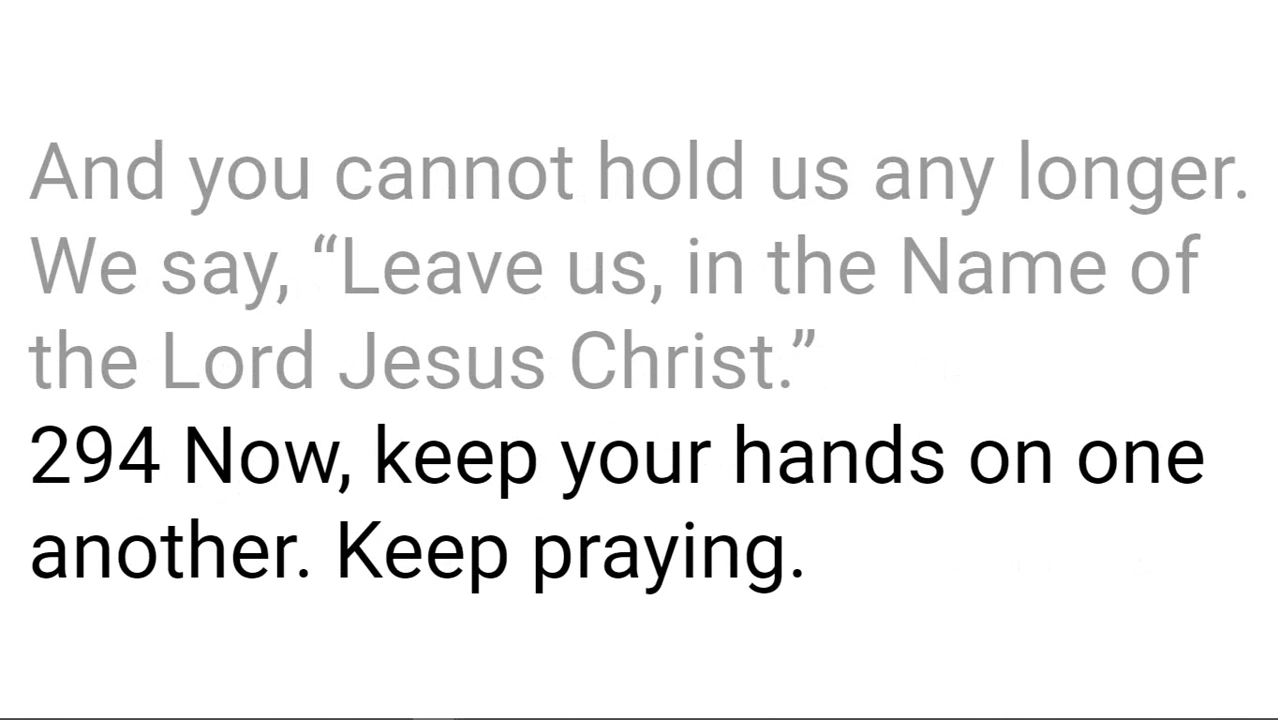 And you cannot hold us any longer.
We say, “Leave us, in the Name of
the Lord Jesus Christ.”
294 Now, keep your hands on one
another. Keep praying.